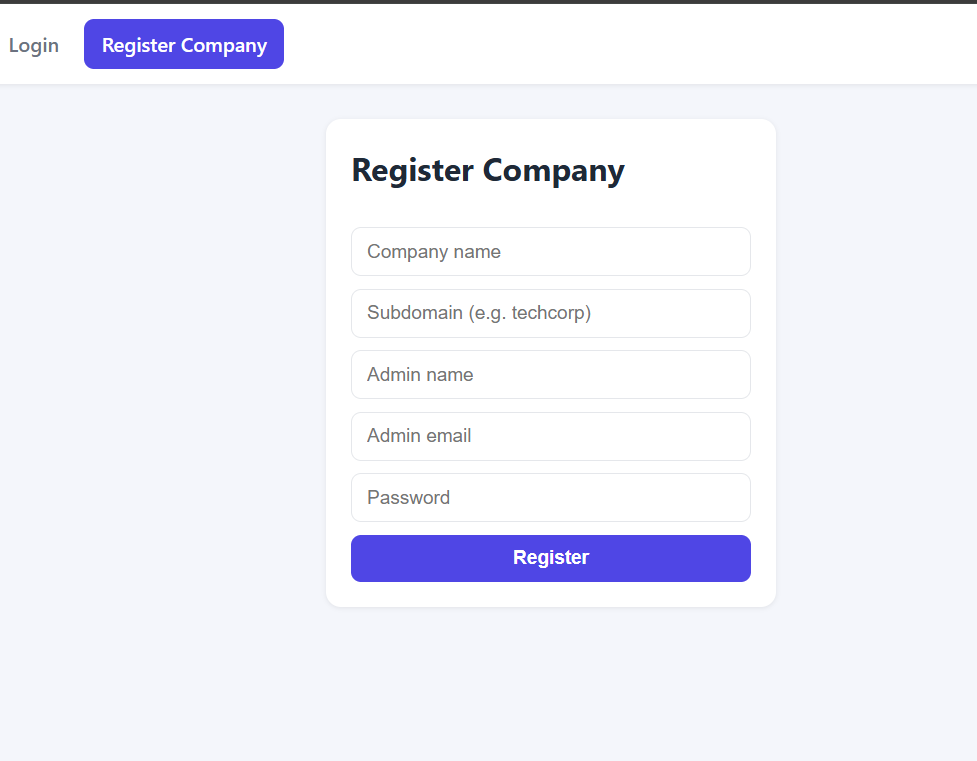 Login
Register Company
Register Company
Company name
Subdomain (e.g. techcorp)
Admin name
Admin email
Password
Register